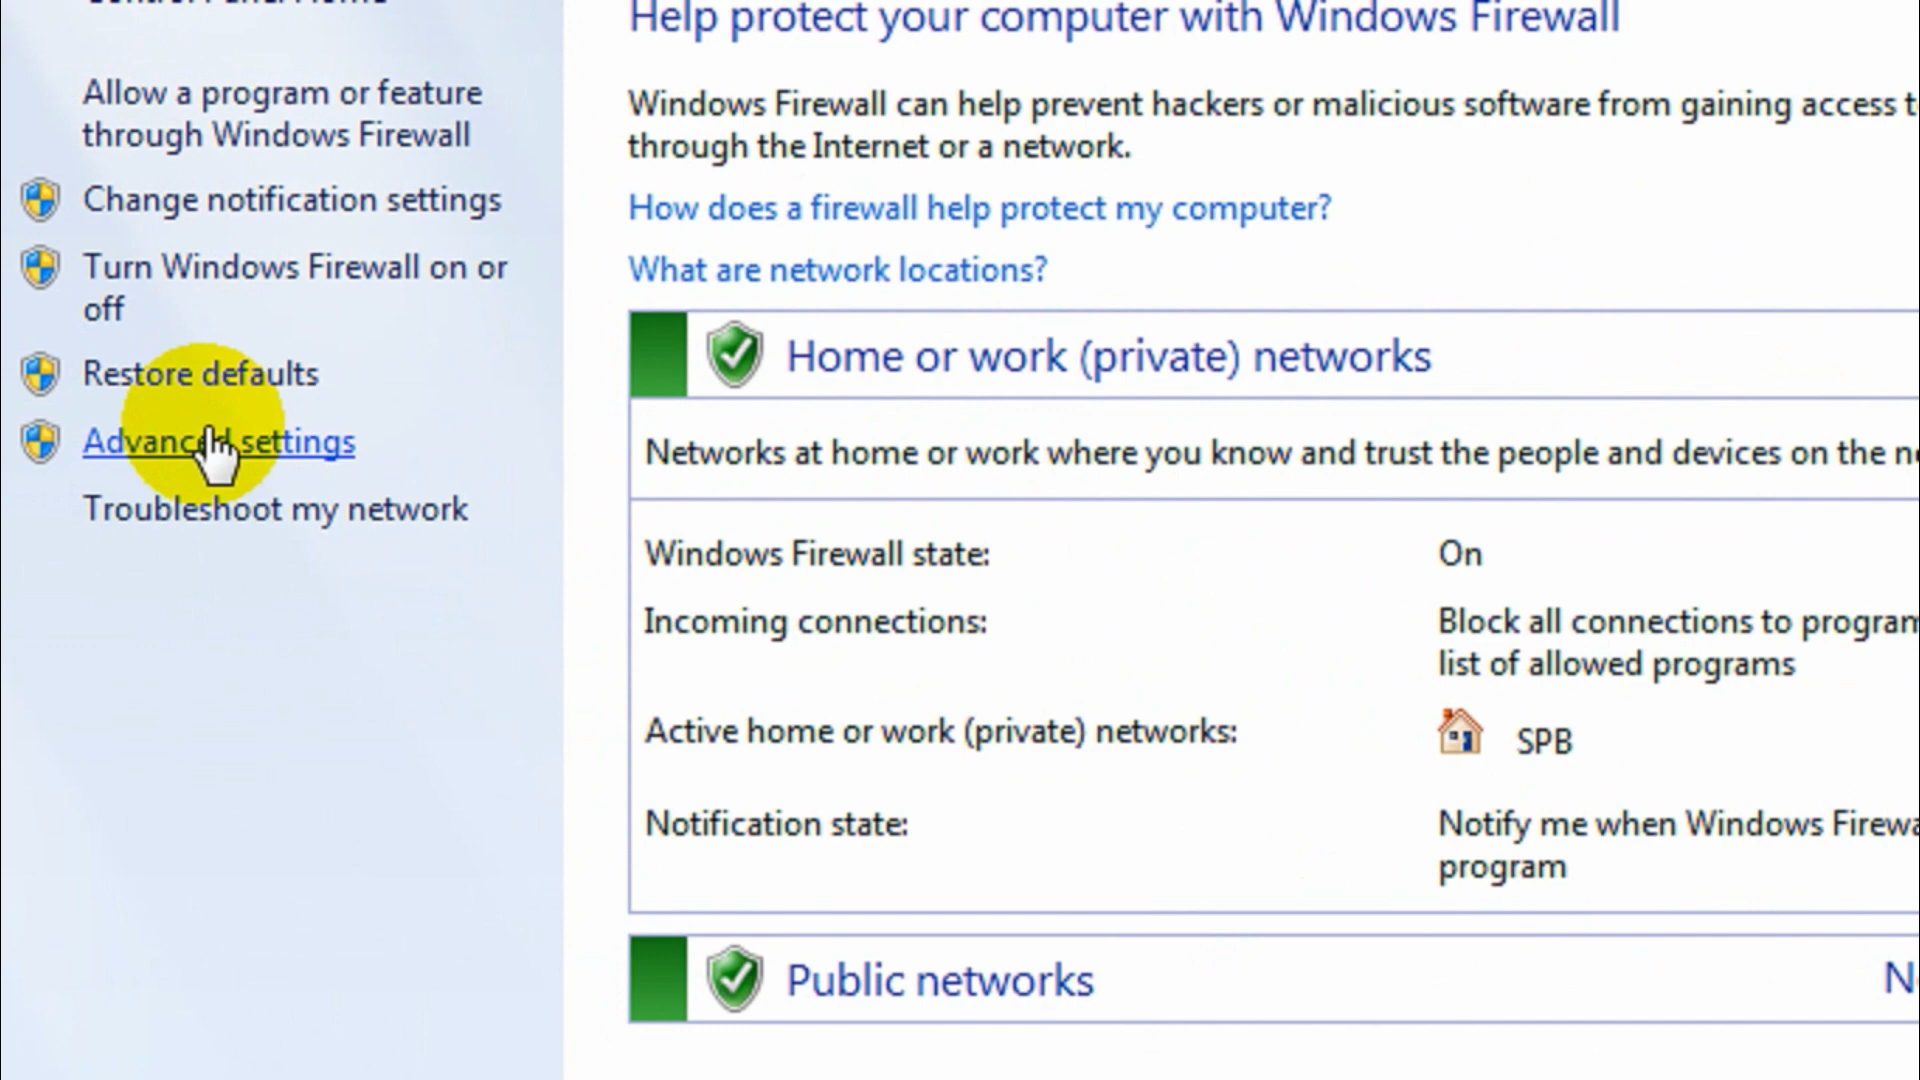 Control Panel Home
Allow a program or feature
through Windows Firewall
Change notification settings
Turn Windows Firewall on or
off
Restore defaults
Advanced settings
Troubleshoot my network
Help protect your computer with Windows Firewall
Windows Firewall can help prevent hackers or malicious software from gaining access t
through the Internet or a network.
How does a firewall help protect my computer?
What are network locations?
Home or work (private) networks
Networks at home or work where you know and trust the people and devices on the n
Windows Firewall state: On
Incoming connections: Block all connections to program
list of allowed programs
Active home or work (private) networks: SPB
Notification state: Notify me when Windows Firewa
program
Public networks N